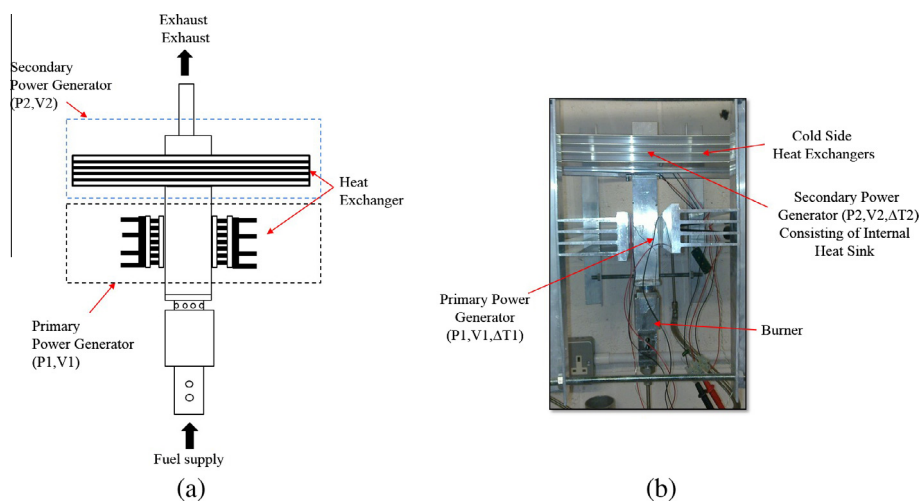 Exhaust
Exhaust
Secondary
Power Generator
(P2,V2)
Heat
Exchanger
Primary
Power Generator
(P1,V1)
Fuel supply
(a)
Cold Side
Heat Exchangers
Secondary Power
Generator (P2,V2,ΔT2)
Consisting of Internal
Heat Sink
Primary Power
Generator
(P1,V1,ΔT1)
Burner
(b)